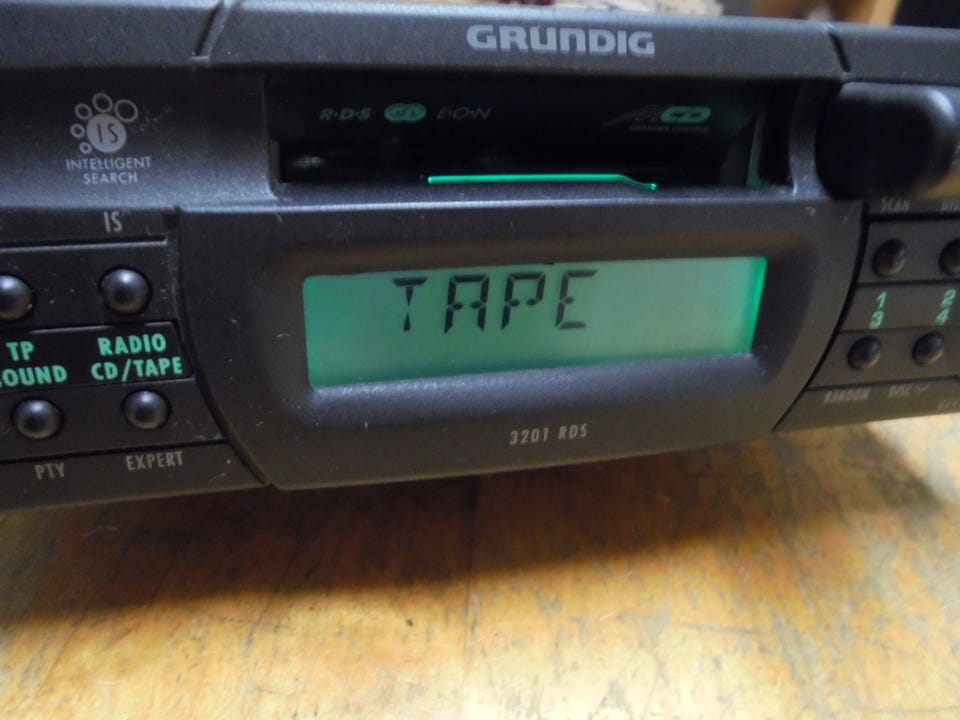 GRUNDIG
R·D·S E·O·N
IS
INTELLIGENT
SEARCH
IS
TAPE
SCAN
1 2
3 4
TP RADIO
SOUND CD/TAPE
RANDOM DISC
3201 RDS
PTY EXPERT